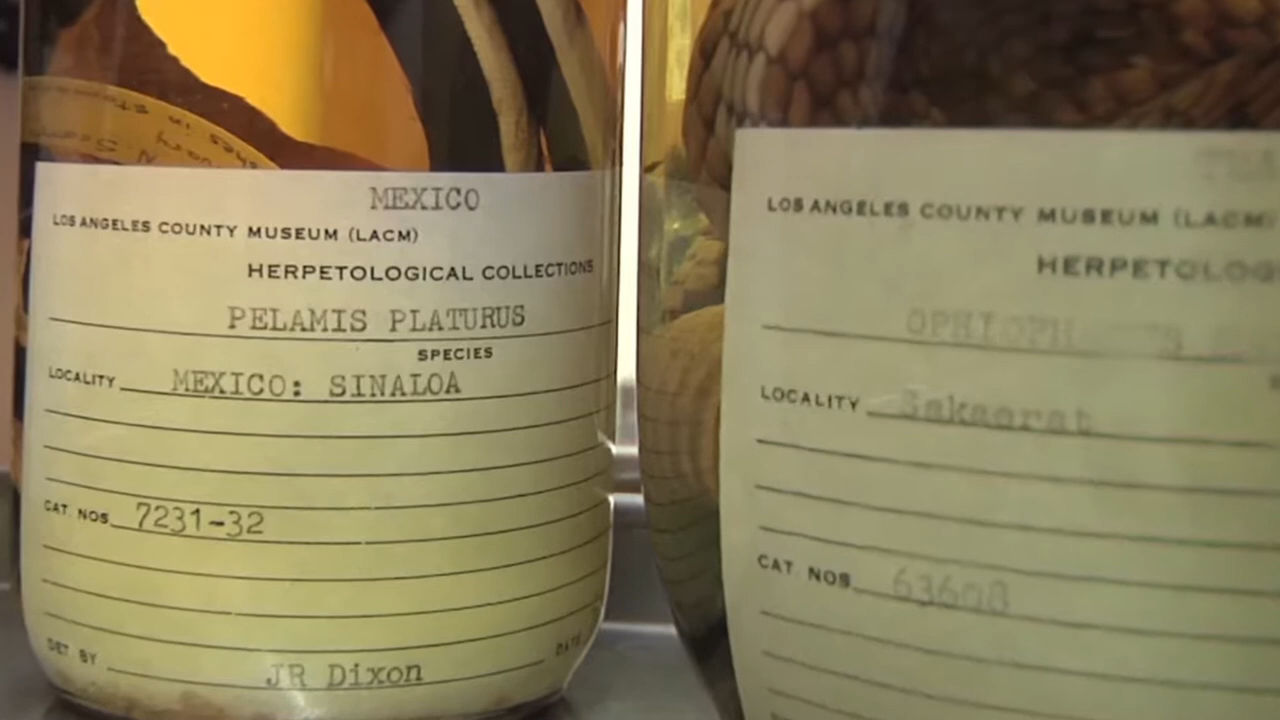 MEXICO
LOS ANGELES COUNTY MUSEUM (LACM)
HERPETOLOGICAL COLLECTIONS
PELAMIS PLATURUS
SPECIES
LOCALITY MEXICO: SINALOA
CAT. NOS. 7231-32
DET. BY JR Dixon DATE
LOS ANGELES COUNTY MUSEUM (LACM)
LOCALITY Sakaerat
CAT. NOS.